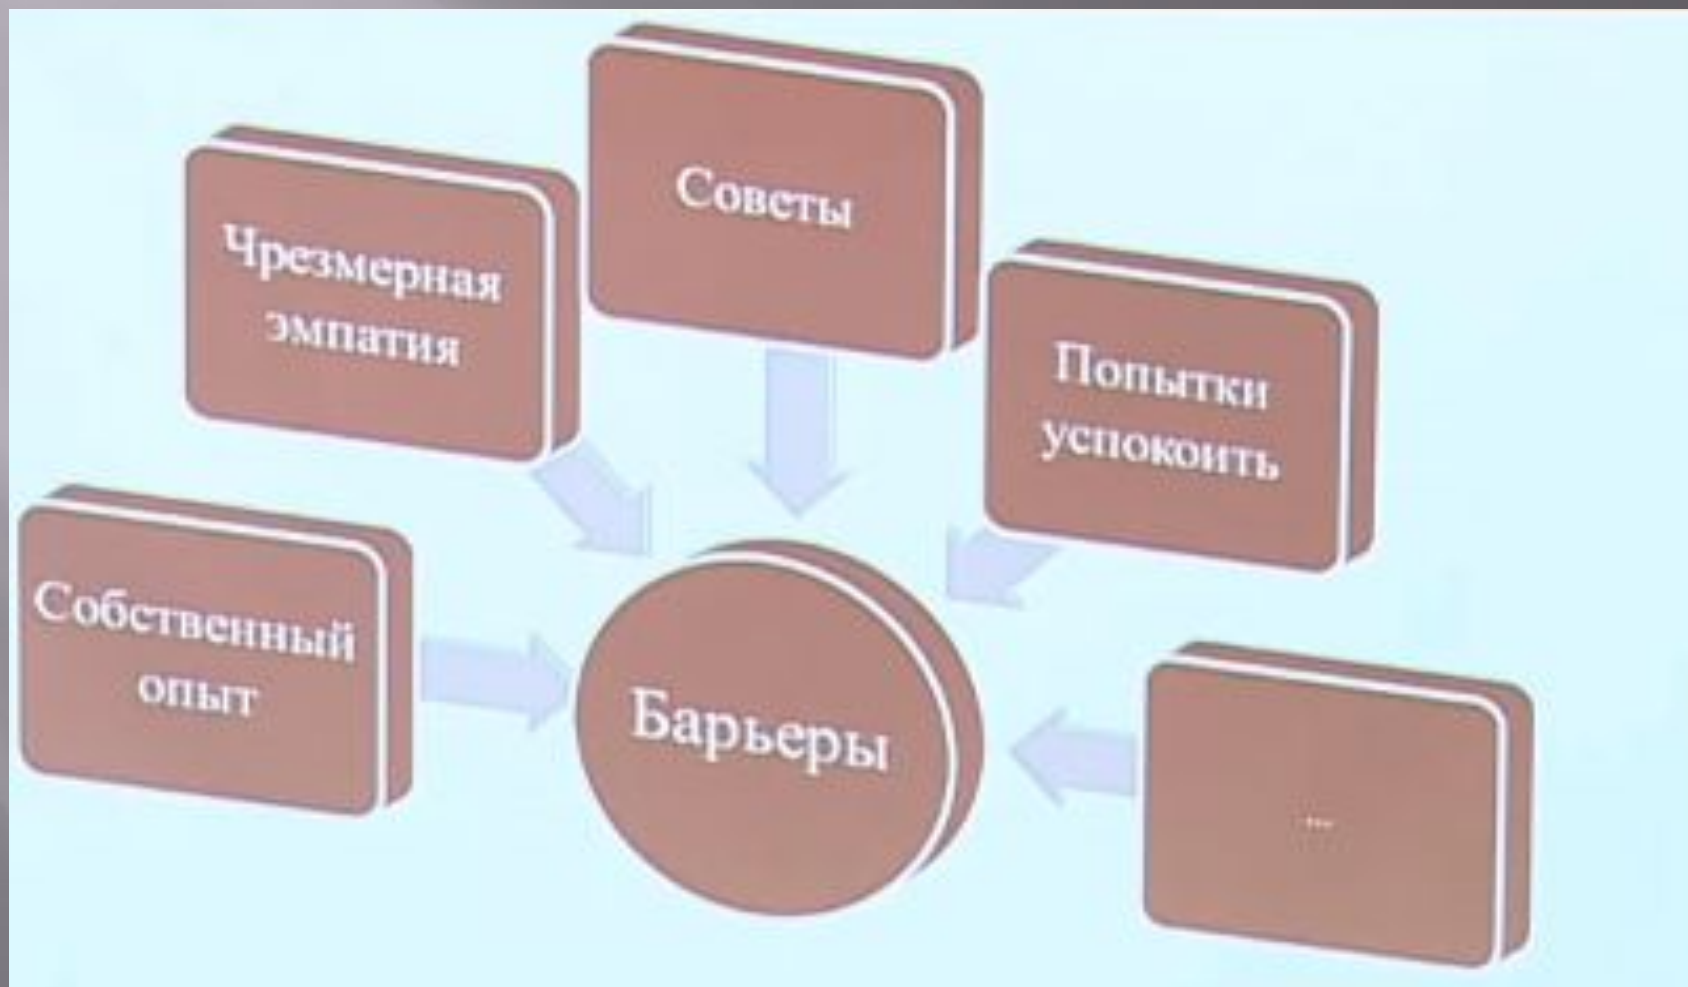 Советы
Чрезмерная
эмпатия
Попытки
успокоить
Собственный
опыт
Барьеры
...